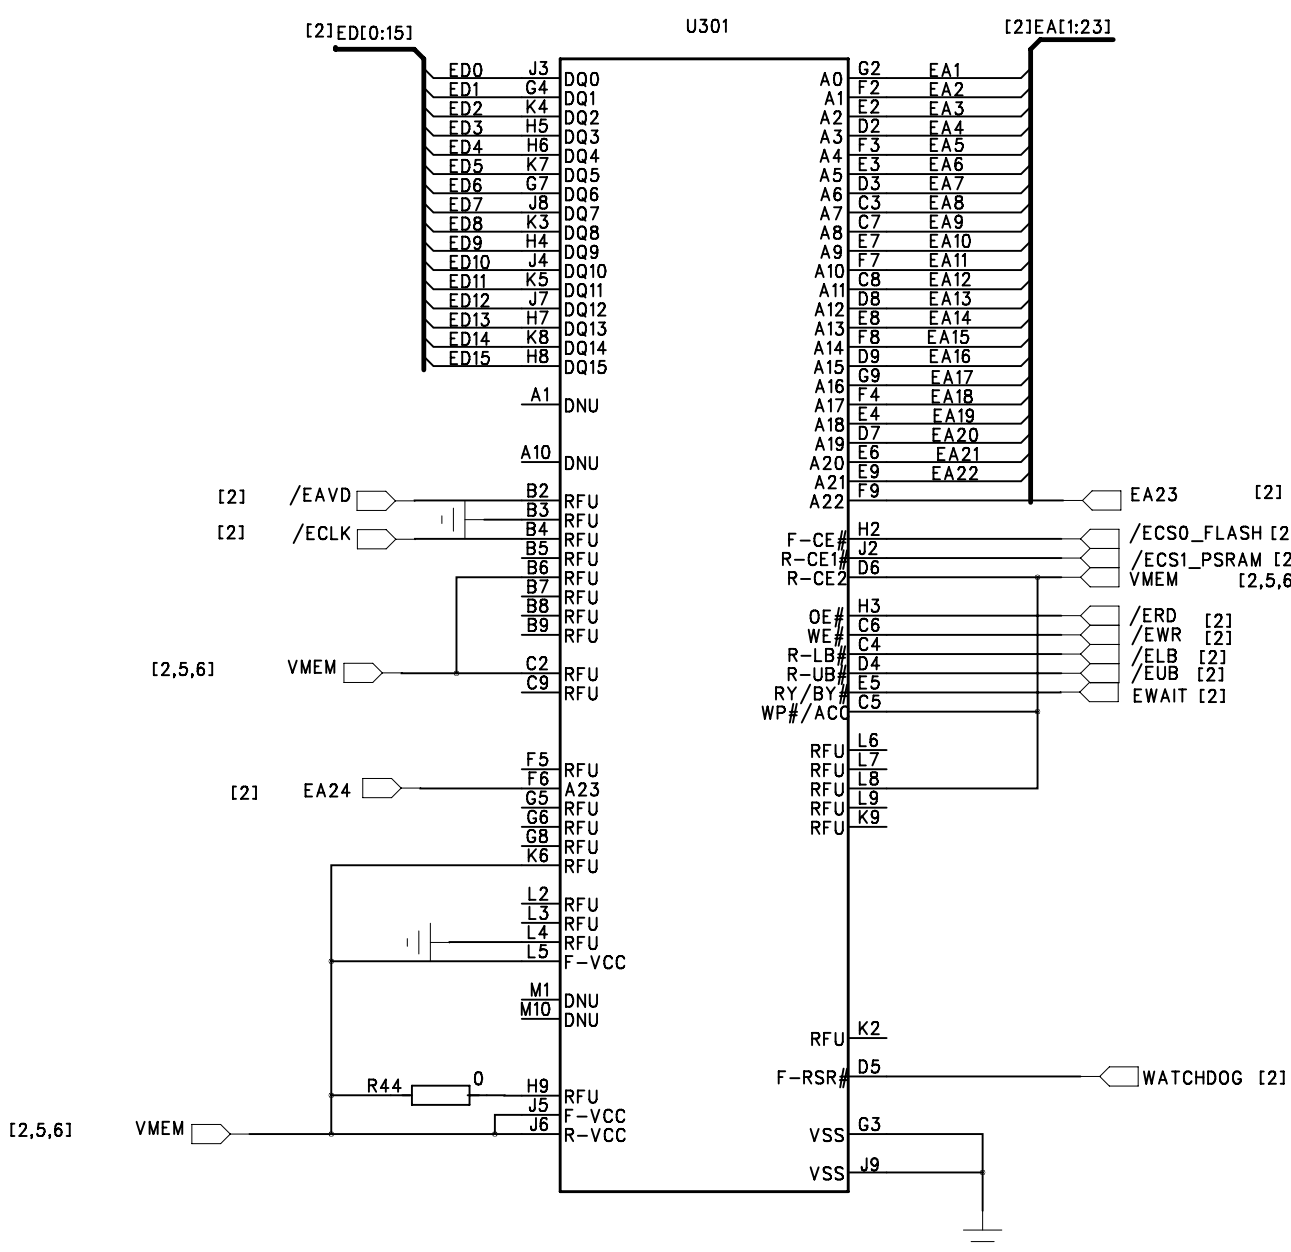 U301
[2] ED[0:15]
[2]EA[1:23]
ED0 J3 DQ0 A0 G2 EA1
ED1 G4 DQ1 A1 F2 EA2
ED2 K4 DQ2 A2 E2 EA3
ED3 H5 DQ3 A3 D2 EA4
ED4 H6 DQ4 A4 F3 EA5
ED5 K7 DQ5 A5 E3 EA6
ED6 G7 DQ6 A6 D3 EA7
ED7 J8 DQ7 A7 C3 EA8
ED8 K3 DQ8 A8 C7 EA9
ED9 H4 DQ9 A9 E7 EA10
ED10 J4 DQ10 A10 F7 EA11
ED11 K5 DQ11 A11 C8 EA12
ED12 J7 DQ12 A12 D8 EA13
ED13 H7 DQ13 A13 E8 EA14
ED14 K8 DQ14 A14 F8 EA15
ED15 H8 DQ15 A15 D9 EA16
A16 G9 EA17
A1 DNU A17 F4 EA18
A18 E4 EA19
A19 D7 EA20
A10 DNU A20 E6 EA21
A21 E9 EA22
[2] /EAVD B2 RFU A22 F9 EA23 [2]
B3 RFU
[2] /ECLK B4 RFU F-CE# H2 /ECS0_FLASH [2
B5 RFU R-CE1# J2 /ECS1_PSRAM [2
B6 RFU R-CE2 D6 VMEM [2,5,6
B7 RFU
B8 RFU OE# H3 /ERD [2]
B9 RFU WE# C6 /EWR [2]
R-LB# C4 /ELB [2]
[2,5,6] VMEM C2 RFU R-UB# D4 /EUB [2]
C9 RFU RY/BY# E5 EWAIT [2]
WP#/ACC C5
RFU L6
F5 RFU RFU L7
[2] EA24 F6 A23 RFU L8
G5 RFU RFU L9
G6 RFU RFU K9
G8 RFU
K6 RFU
L2 RFU
L3 RFU
L4 RFU
L5 F-VCC
M1 DNU
M10 DNU
RFU K2
F-RSR# D5 WATCHDOG [2]
R44 0 H9 RFU
J5 F-VCC
[2,5,6] VMEM J6 R-VCC VSS G3
VSS J9